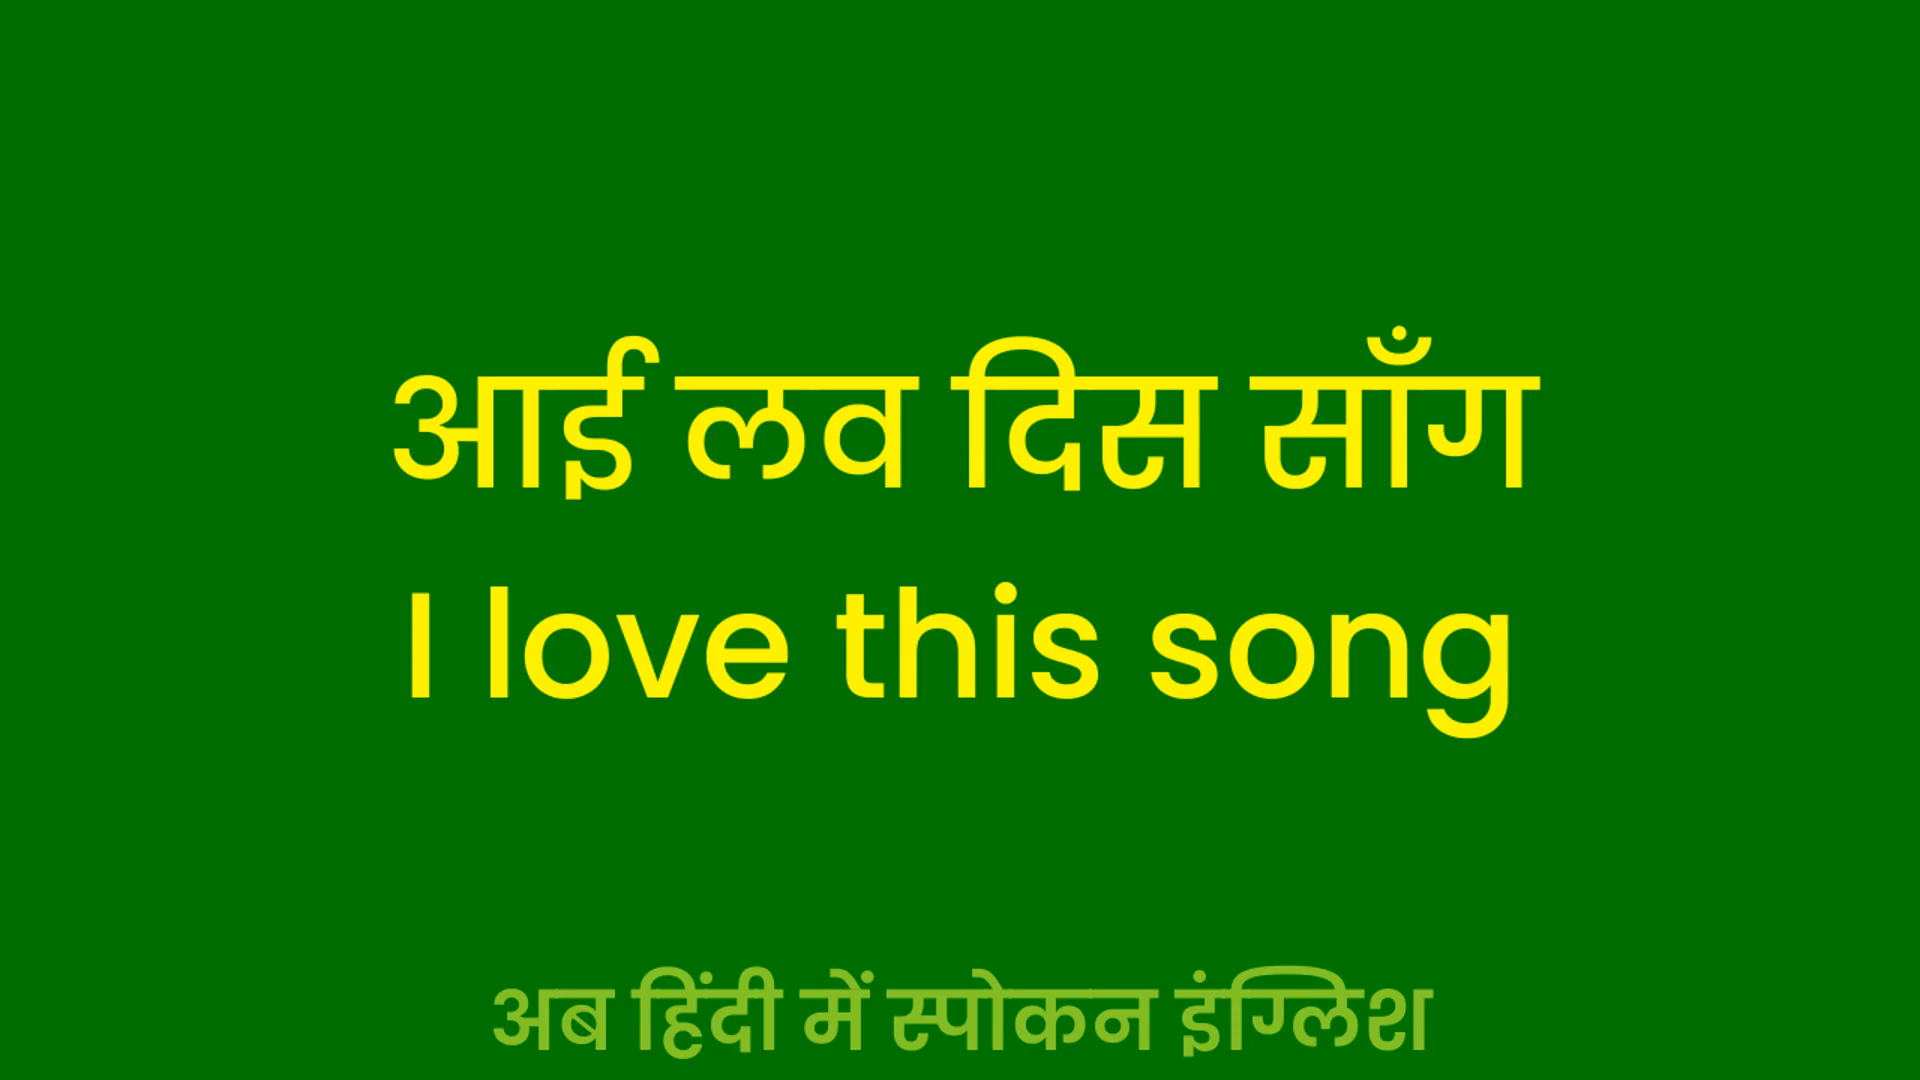 आई लव दिस सॉंग
I love this song
अब हिंदी में स्पोकन इंग्लिश